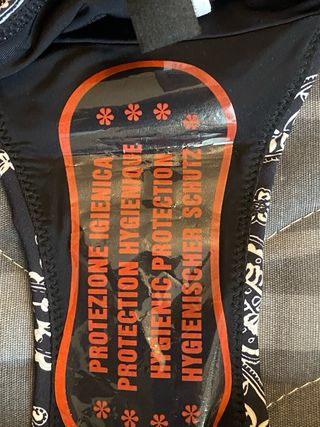 * PROTEZIONE IGIENICA *
* PROTECTION HYGIENIQUE *
* HYGIENIC PROTECTION *
* HYGIENISCHER SCHUTZ *